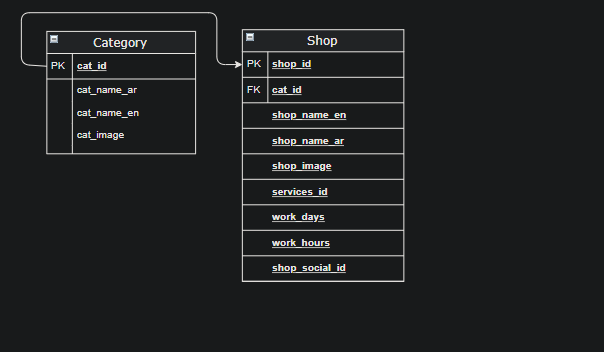 Category
PK cat_id
cat_name_ar
cat_name_en
cat_image
Shop
PK shop_id
FK cat_id
shop_name_en
shop_name_ar
shop_image
services_id
work_days
work_hours
shop_social_id